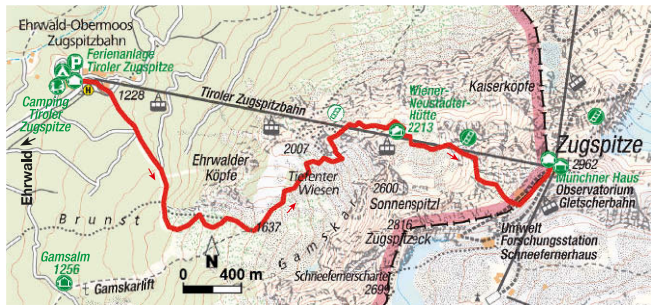 Ehrwald-Obermoos
Zugspitzbahn
Ferienanlage
Tiroler Zugspitze
P
H
1228
Camping
Tiroler
Zugspitze
Ehrwald
Tiroler Zugspitzbahn
Wiener-
Neustädter-
Hütte
2213
Kaiserköpfe
Zugspitze
2962
Münchner Haus
Observatorium
Gletscherbahn
2007
Ehrwalder
Köpfe
Tiefenter
Wiesen
2600
Sonnenspitzl
2816
Zugspitzeck
Umwelt
Forschungsstation
Schneefernerhaus
Brunst
1637
Gamskar
Gamsalm
1256
Gamskarlift
N
0 400 m
Schneefernerscharte
2699